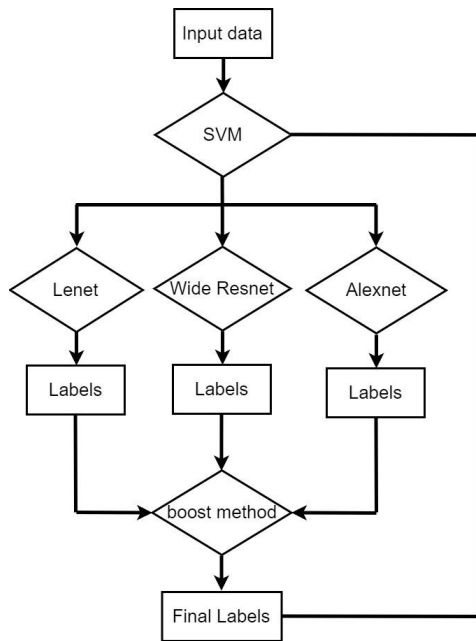 Input data
SVM
Lenet
Wide Resnet
Alexnet
Labels
Labels
Labels
boost method
Final Labels